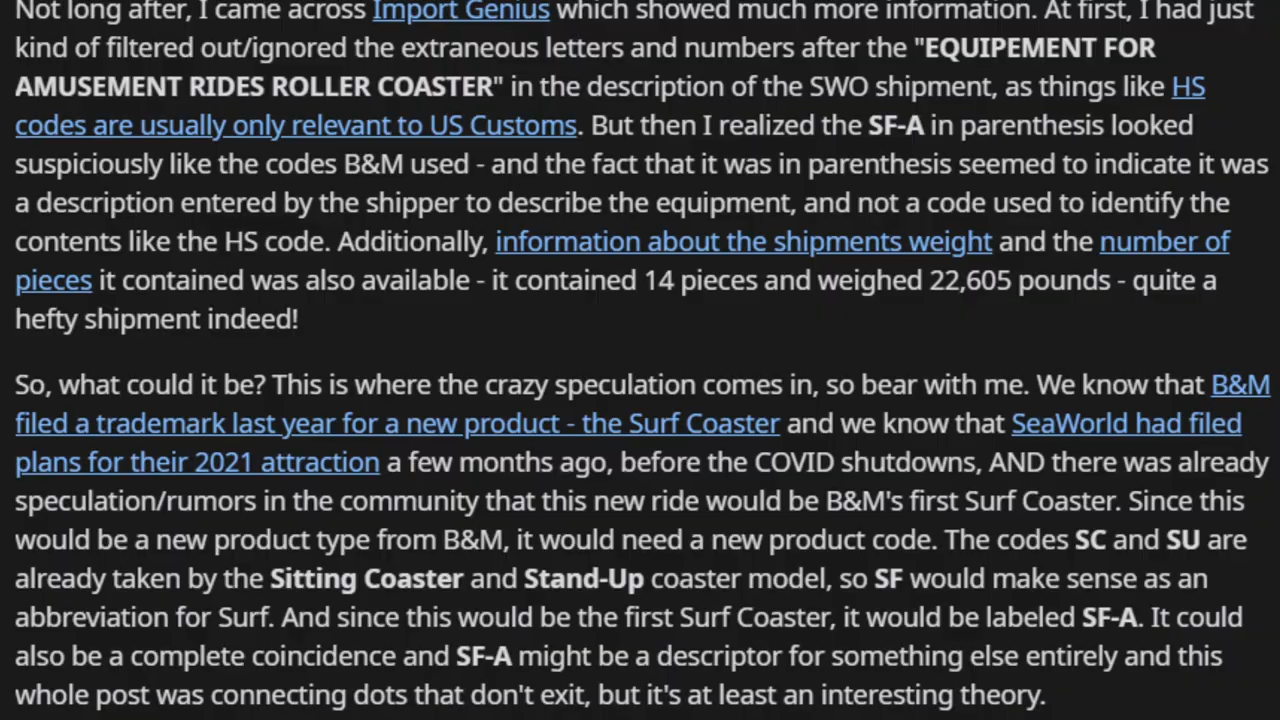 Not long after, I came across Import Genius which showed much more information. At first, I had just
kind of filtered out/ignored the extraneous letters and numbers after the "EQUIPEMENT FOR
AMUSEMENT RIDES ROLLER COASTER" in the description of the SWO shipment, as things like HS
codes are usually only relevant to US Customs. But then I realized the SF-A in parenthesis looked
suspiciously like the codes B&M used - and the fact that it was in parenthesis seemed to indicate it was
a description entered by the shipper to describe the equipment, and not a code used to identify the
contents like the HS code. Additionally, information about the shipments weight and the number of
pieces it contained was also available - it contained 14 pieces and weighed 22,605 pounds - quite a
hefty shipment indeed!
So, what could it be? This is where the crazy speculation comes in, so bear with me. We know that B&M
filed a trademark last year for a new product - the Surf Coaster and we know that SeaWorld had filed
plans for their 2021 attraction a few months ago, before the COVID shutdowns, AND there was already
speculation/rumors in the community that this new ride would be B&M's first Surf Coaster. Since this
would be a new product type from B&M, it would need a new product code. The codes SC and SU are
already taken by the Sitting Coaster and Stand-Up coaster model, so SF would make sense as an
abbreviation for Surf. And since this would be the first Surf Coaster, it would be labeled SF-A. It could
also be a complete coincidence and SF-A might be a descriptor for something else entirely and this
whole post was connecting dots that don't exit, but it's at least an interesting theory.